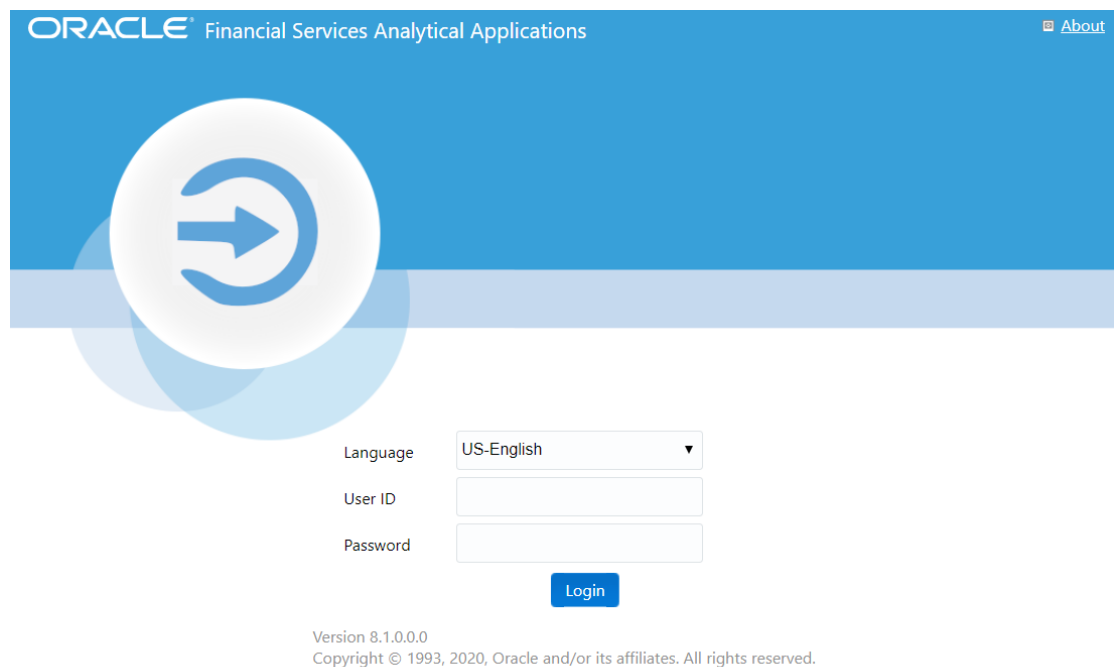 ORACLE® Financial Services Analytical Applications
About
Language US-English
User ID
Password
Login
Version 8.1.0.0.0
Copyright © 1993, 2020, Oracle and/or its affiliates. All rights reserved.